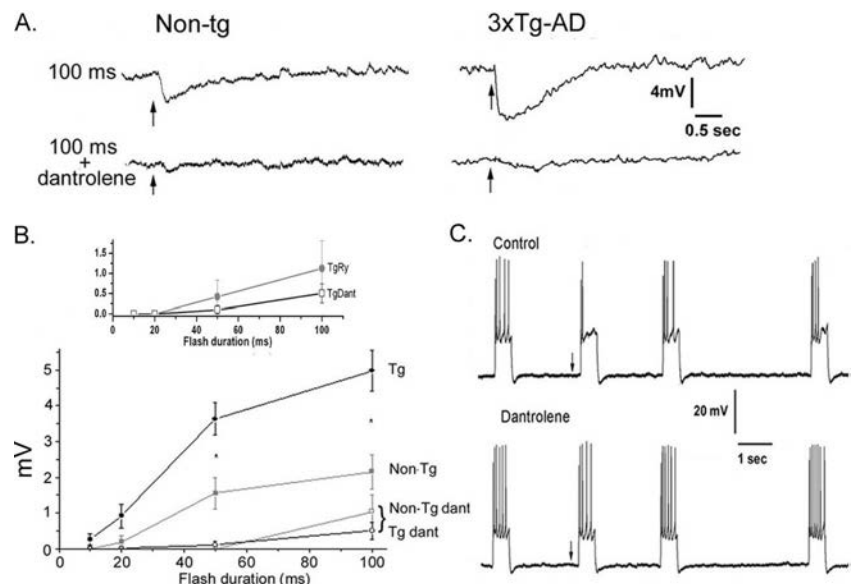 A. Non-tg 3xTg-AD
100 ms
4mV
0.5 sec
100 ms
+
dantrolene
B.
1.5
1.0
0.5
0.0
TgRy
TgDant
0 20 40 60 80 100
Flash duration (ms)
mV
5
4
3
2
1
0
Tg
Non-Tg
Non-Tg dant
Tg dant
20 40 60 80 100
Flash duration (ms)
C.
Control
20 mV
1 sec
Dantrolene